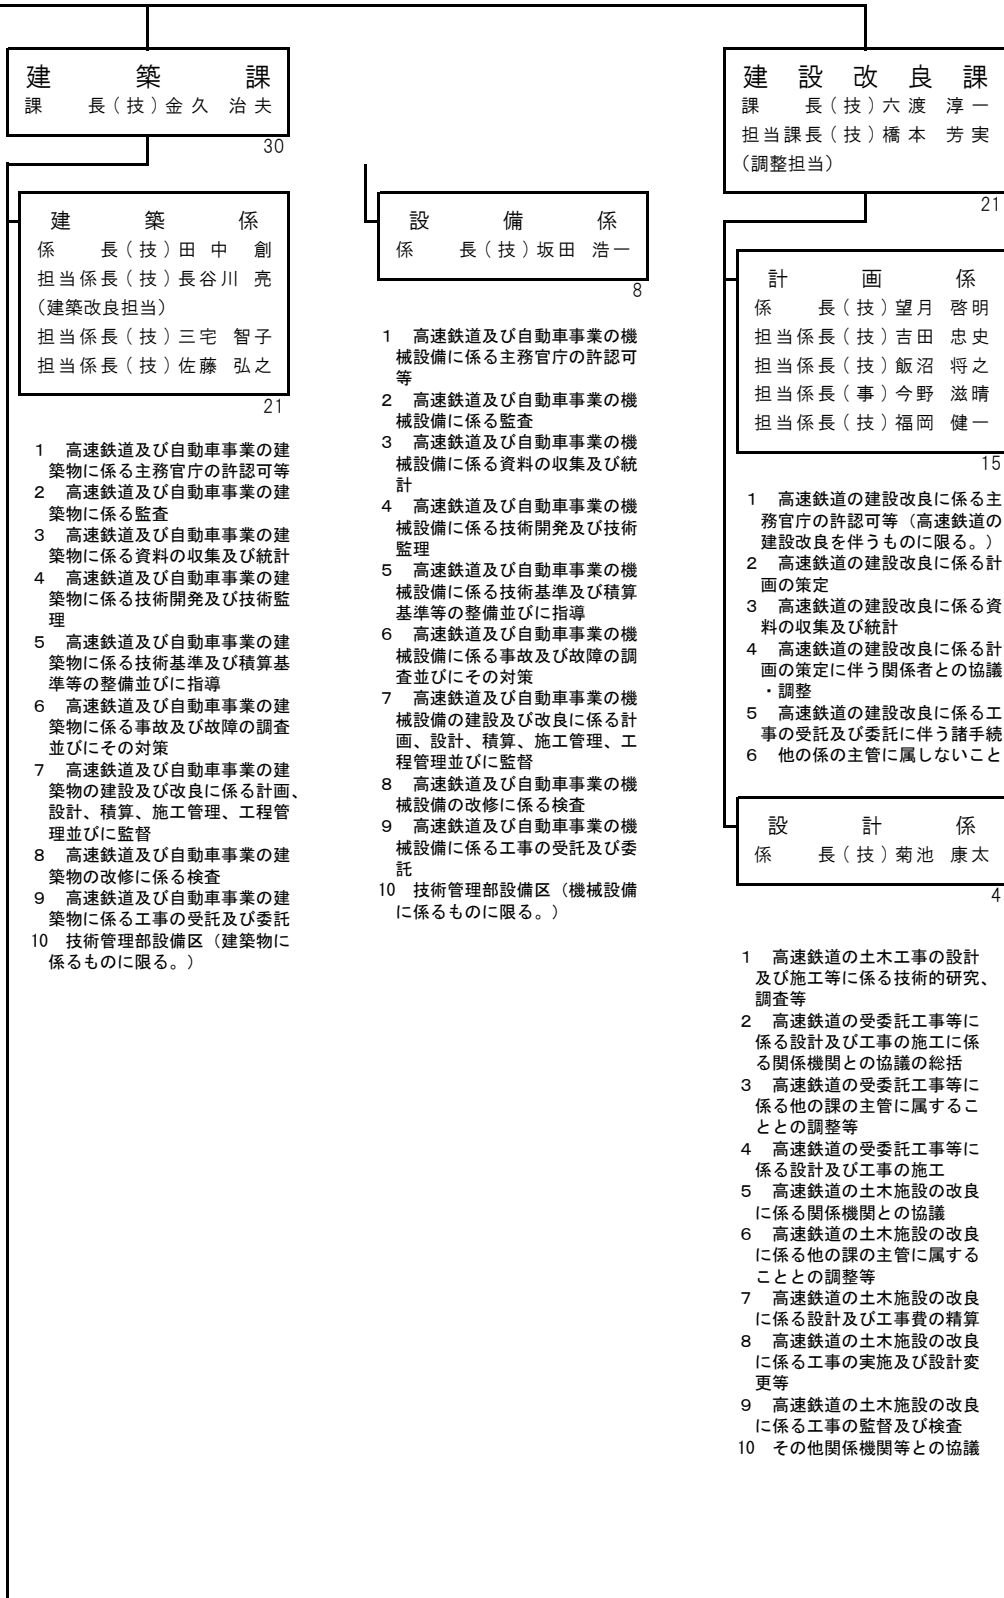 建築課
課長（技）金久 治夫
30
建築係
係長（技）田中 創
担当係長（技）長谷川 亮
（建築改良担当）
担当係長（技）三宅 智子
担当係長（技）佐藤 弘之
21
１　高速鉄道及び自動車事業の建
築物に係る主務官庁の許認可等
２　高速鉄道及び自動車事業の建
築物に係る監査
３　高速鉄道及び自動車事業の建
築物に係る資料の収集及び統計
４　高速鉄道及び自動車事業の建
築物に係る技術開発及び技術監
理
５　高速鉄道及び自動車事業の建
築物に係る技術基準及び積算基
準等の整備並びに指導
６　高速鉄道及び自動車事業の建
築物に係る事故及び故障の調査
並びにその対策
７　高速鉄道及び自動車事業の建
築物の建設及び改良に係る計画、
設計、積算、施工管理、工程管
理並びに監督
８　高速鉄道及び自動車事業の建
築物の改修に係る検査
９　高速鉄道及び自動車事業の建
築物に係る工事の受託及び委託
10　技術管理部設備区（建築物に
係るものに限る。）
設備係
係長（技）坂田 浩一
8
１　高速鉄道及び自動車事業の機
械設備に係る主務官庁の許認可
等
２　高速鉄道及び自動車事業の機
械設備に係る監査
３　高速鉄道及び自動車事業の機
械設備に係る資料の収集及び統
計
４　高速鉄道及び自動車事業の機
械設備に係る技術開発及び技術
監理
５　高速鉄道及び自動車事業の機
械設備に係る技術基準及び積算
基準等の整備並びに指導
６　高速鉄道及び自動車事業の機
械設備に係る事故及び故障の調
査並びにその対策
７　高速鉄道及び自動車事業の機
械設備の建設及び改良に係る計
画、設計、積算、施工管理、工
程管理並びに監督
８　高速鉄道及び自動車事業の機
械設備の改修に係る検査
９　高速鉄道及び自動車事業の機
械設備に係る工事の受託及び委
託
10　技術管理部設備区（機械設備
に係るものに限る。）
建設改良課
課長（技）六渡 淳一
担当課長（技）橋本 芳実
（調整担当）
21
計画係
係長（技）望月 啓明
担当係長（技）吉田 忠史
担当係長（技）飯沼 将之
担当係長（事）今野 滋晴
担当係長（技）福岡 健一
15
１　高速鉄道の建設改良に係る主
務官庁の許認可等（高速鉄道の
建設改良を伴うものに限る。）
２　高速鉄道の建設改良に係る計
画の策定
３　高速鉄道の建設改良に係る資
料の収集及び統計
４　高速鉄道の建設改良に係る計
画の策定に伴う関係者との協議
・調整
５　高速鉄道の建設改良に係る工
事の受託及び委託に伴う諸手続
６　他の係の主管に属しないこと
設計係
係長（技）菊池 康太
4
１　高速鉄道の土木工事の設計
及び施工等に係る技術的研究、
調査等
２　高速鉄道の受委託工事等に
係る設計及び工事の施工に係
る関係機関との協議の総括
３　高速鉄道の受委託工事等に
係る他の課の主管に属するこ
ととの調整等
４　高速鉄道の受委託工事等に
係る設計及び工事の施工
５　高速鉄道の土木施設の改良
に係る関係機関との協議
６　高速鉄道の土木施設の改良
に係る他の課の主管に属する
こととの調整等
７　高速鉄道の土木施設の改良
に係る設計及び工事費の精算
８　高速鉄道の土木施設の改良
に係る工事の実施及び設計変
更等
９　高速鉄道の土木施設の改良
に係る工事の監督及び検査
10　その他関係機関等との協議